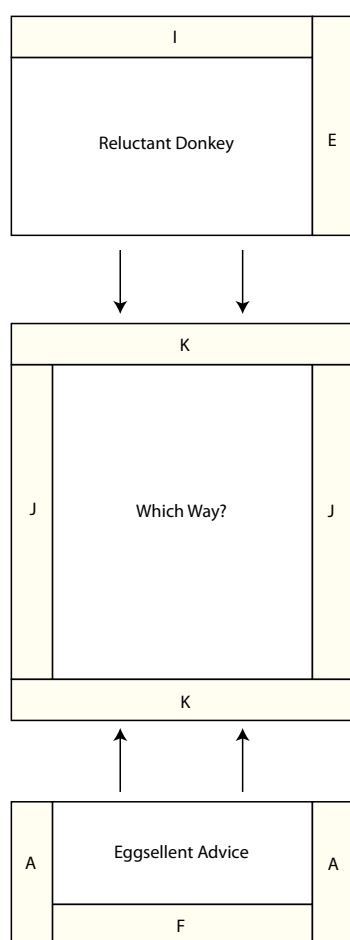 I
Reluctant Donkey
E
K
J
Which Way?
J
K
A
Eggsellent Advice
A
F